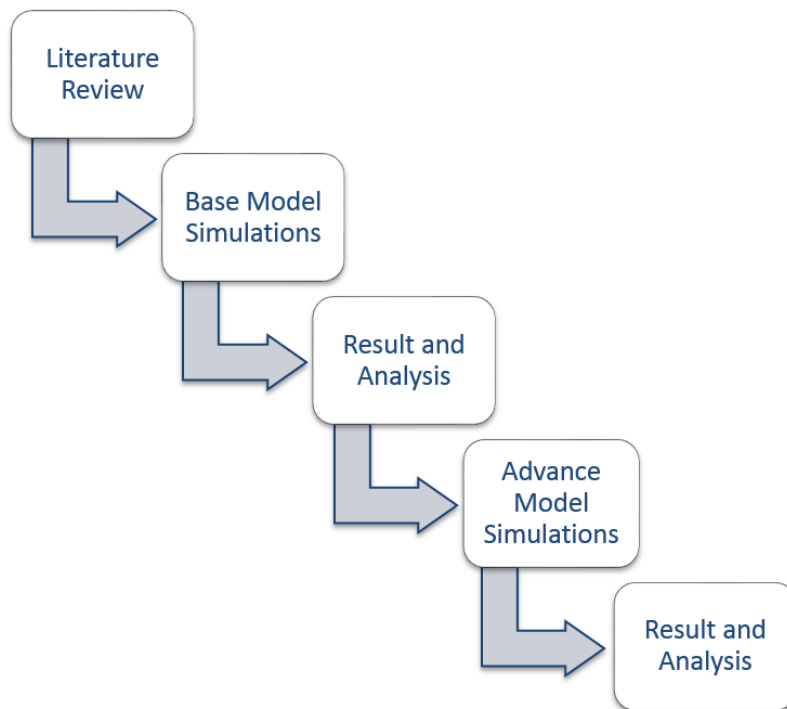 Literature
Review
Base Model
Simulations
Result and
Analysis
Advance
Model
Simulations
Result and
Analysis